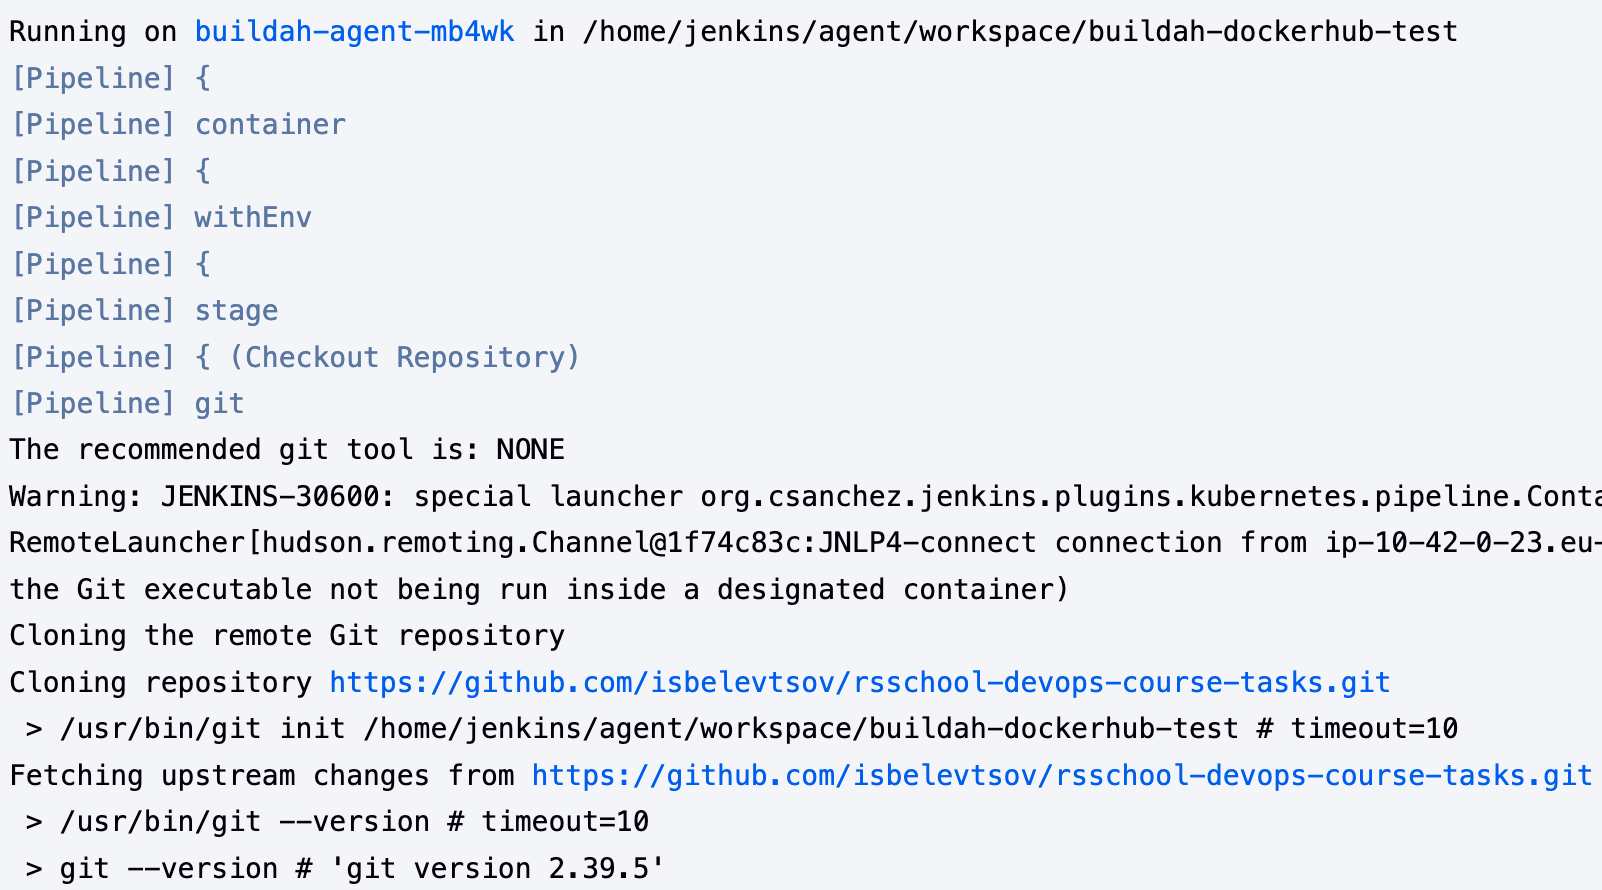 Running on buildah-agent-mb4wk in /home/jenkins/agent/workspace/buildah-dockerhub-test
[Pipeline] {
[Pipeline] container
[Pipeline] {
[Pipeline] withEnv
[Pipeline] {
[Pipeline] stage
[Pipeline] { (Checkout Repository)
[Pipeline] git
The recommended git tool is: NONE
Warning: JENKINS-30600: special launcher org.csanchez.jenkins.plugins.kubernetes.pipeline.Conta
RemoteLauncher[hudson.remoting.Channel@1f74c83c:JNLP4-connect connection from ip-10-42-0-23.eu-
the Git executable not being run inside a designated container)
Cloning the remote Git repository
Cloning repository https://github.com/isbelevtsov/rsschool-devops-course-tasks.git
 > /usr/bin/git init /home/jenkins/agent/workspace/buildah-dockerhub-test # timeout=10
Fetching upstream changes from https://github.com/isbelevtsov/rsschool-devops-course-tasks.git
 > /usr/bin/git --version # timeout=10
 > git --version # 'git version 2.39.5'